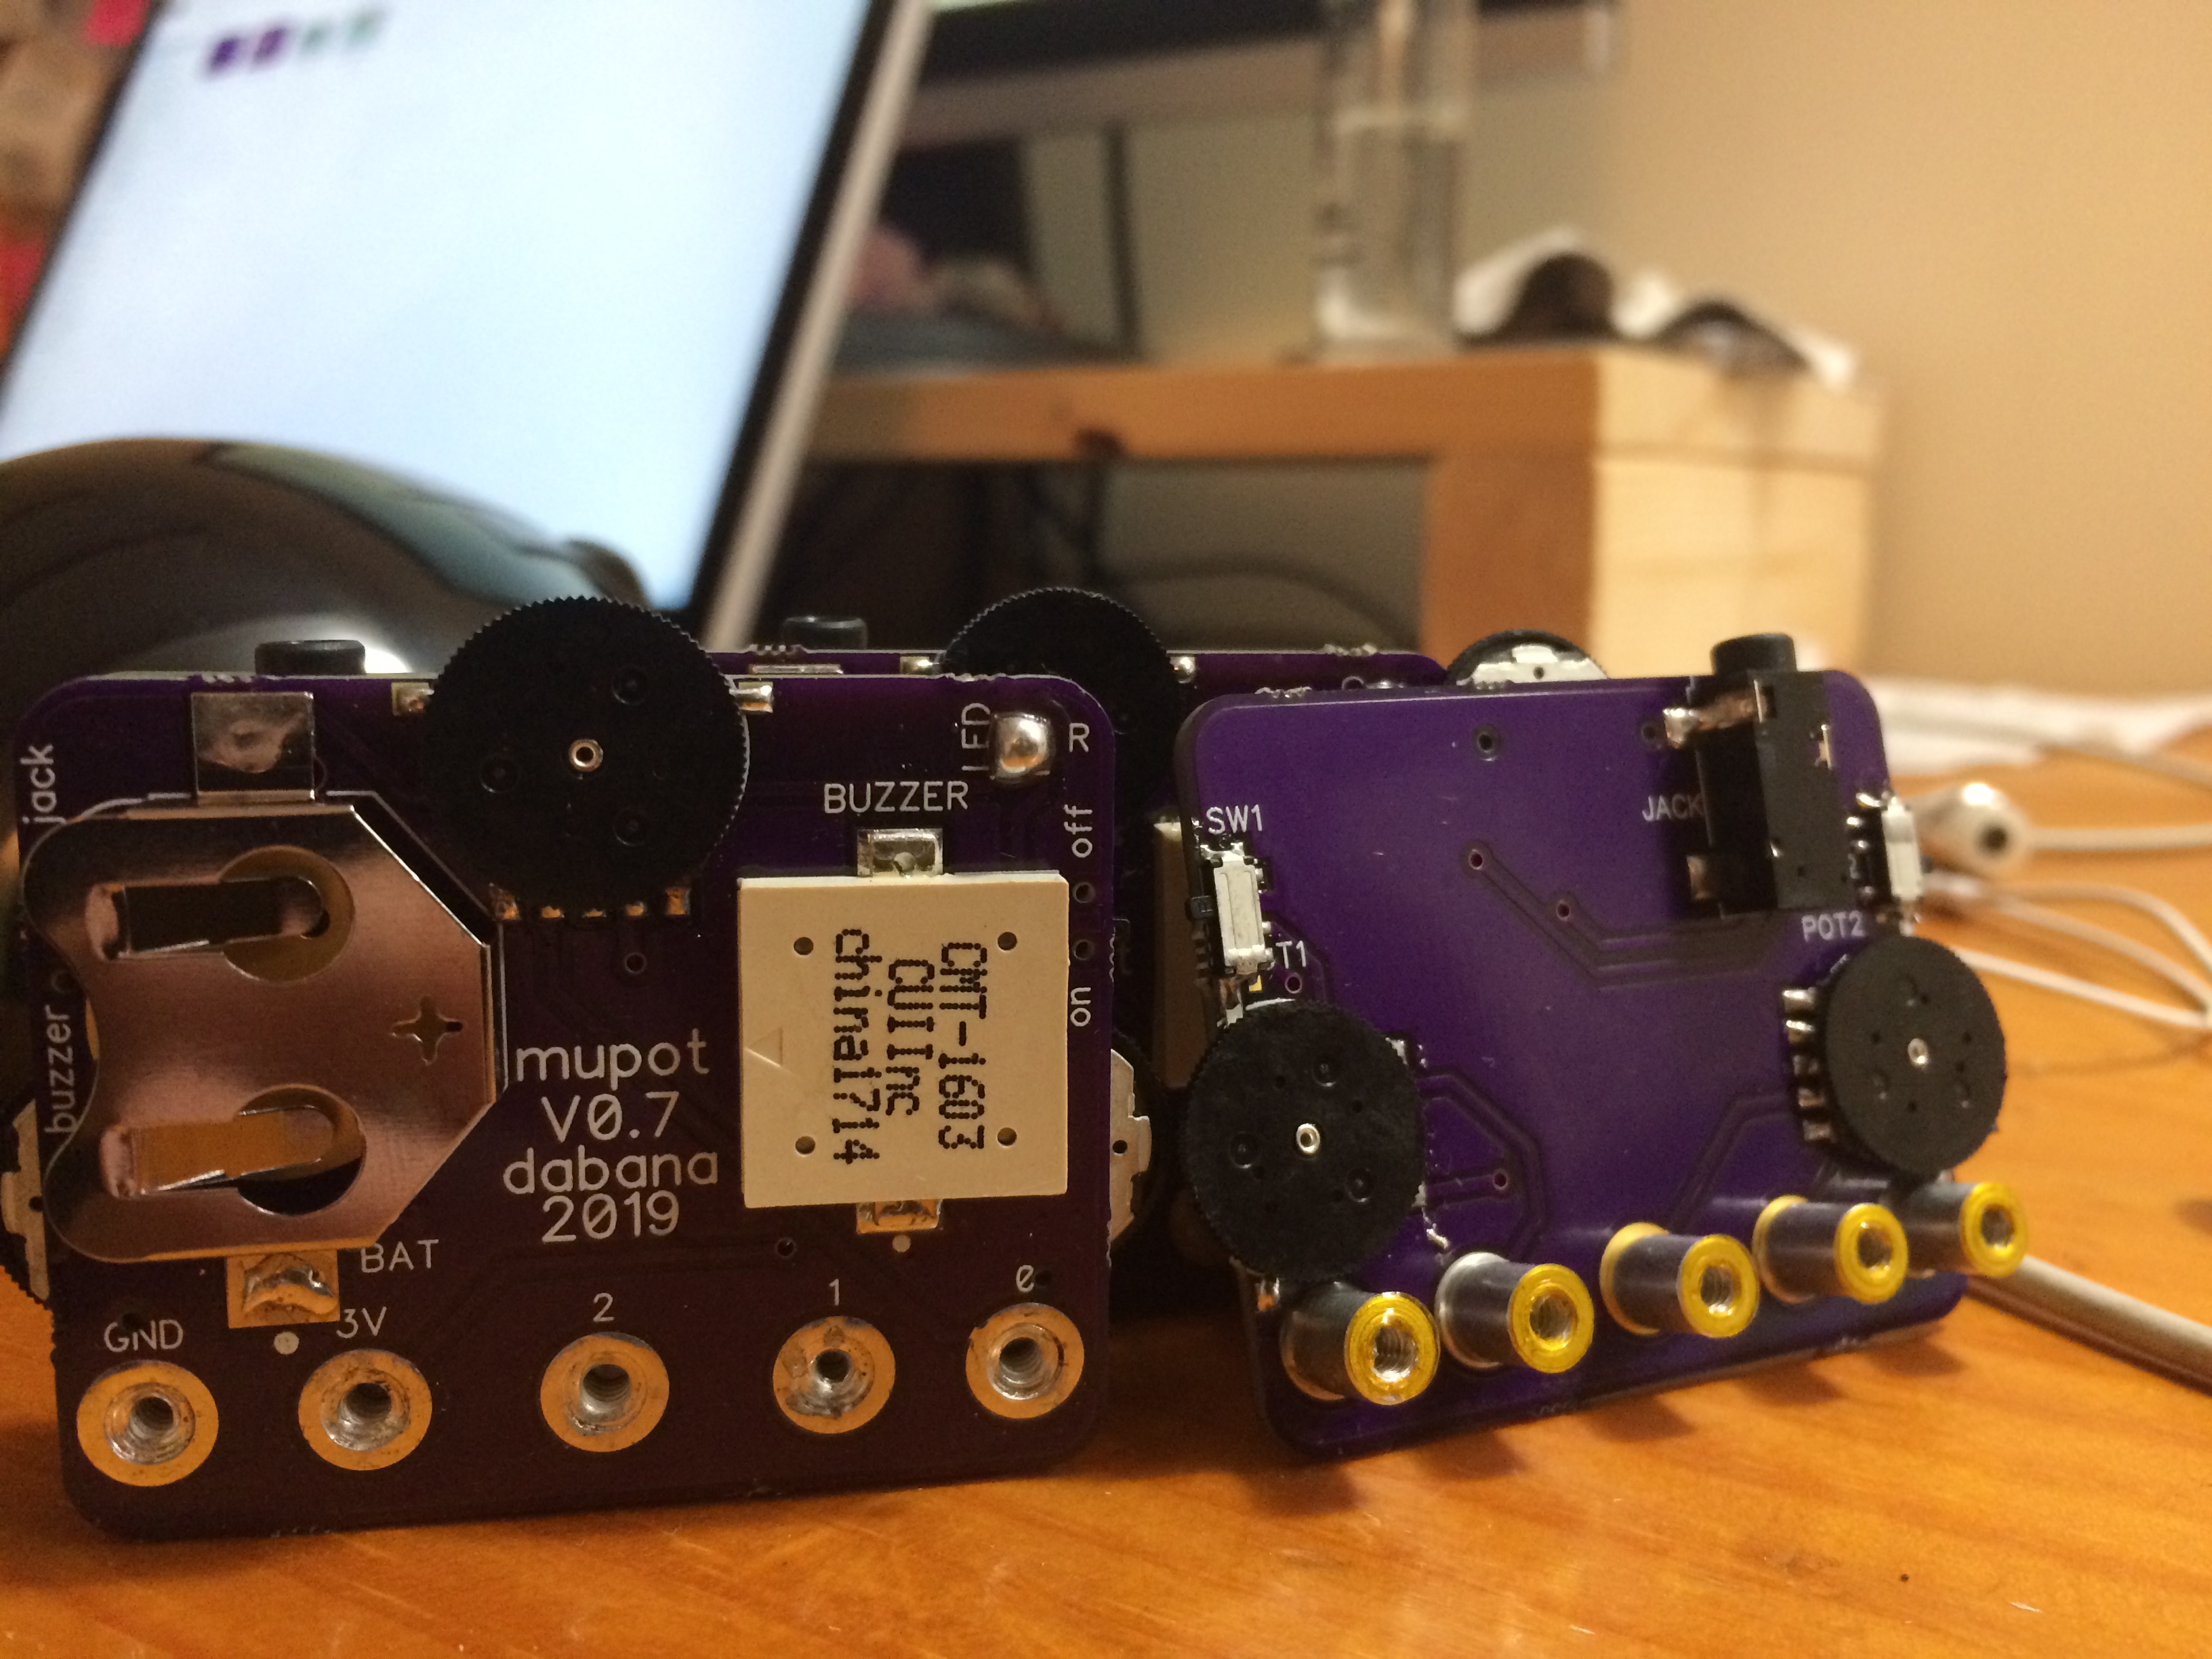 jack
LED
R
BUZZER
off
on
buzzer
CMT-1603
CUIInc
china1714
mupot
V0.7
dabana
2019
BAT
GND
3V
2
1
0
SW1
JACK
POT2